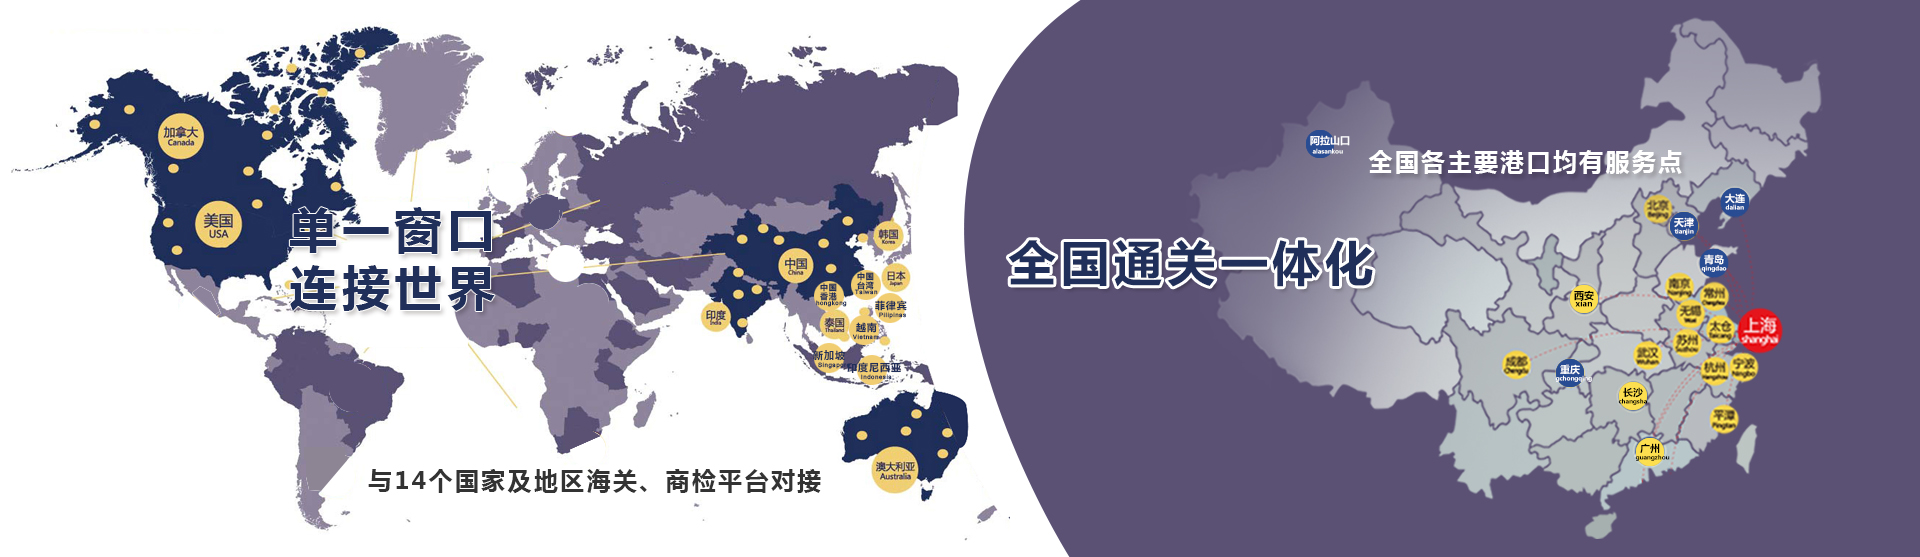 加拿大
Canada
美国
USA
单一窗口
连接世界
中国
China
韩国
Korea
日本
Japan
中国
台湾
Taiwan
中国
香港
hongkong
菲律宾
Pilipinas
印度
India
泰国
Thailand
越南
Vietnam
新加坡
Singap
印度尼西亚
Indonesia
澳大利亚
Australia
与14个国家及地区海关、商检平台对接
全国通关一体化
全国各主要港口均有服务点
阿拉山口
alasankou
北京
Beijing
天津
tianjin
大连
dalian
青岛
qingdao
西安
xian
南京
常州
无锡
Wuxi
太仓
taicang
上海
shanghai
苏州
Suzhou
武汉
Wuhan
杭州
Hangzhou
宁波
Ningbo
成都
Chengdu
重庆
gchongqing
长沙
changsha
平潭
Pingtan
广州
guangzhou